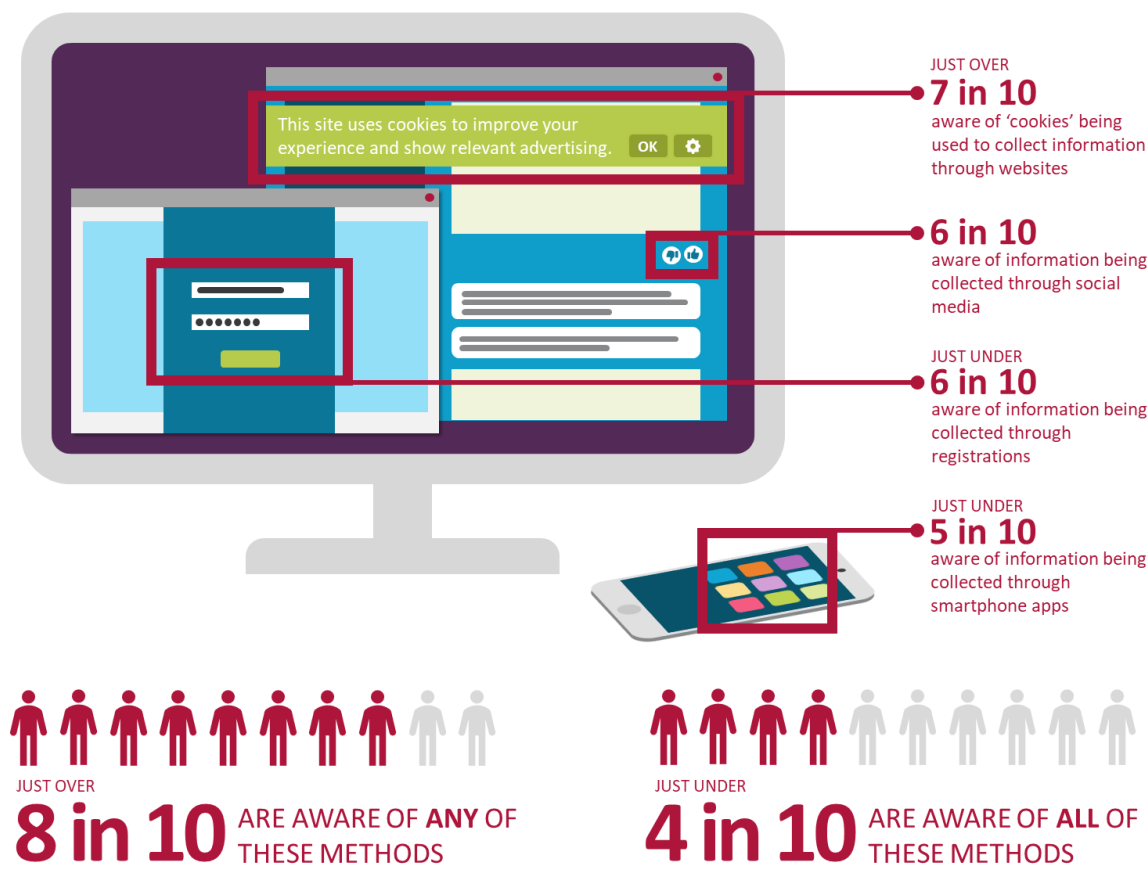 This site uses cookies to improve your
experience and show relevant advertising.
OK
JUST OVER
7 in 10
aware of ‘cookies’ being
used to collect information
through websites
6 in 10
aware of information being
collected through social
media
JUST UNDER
6 in 10
aware of information being
collected through
registrations
JUST UNDER
5 in 10
aware of information being
collected through
smartphone apps
JUST OVER
8 in 10
ARE AWARE OF ANY OF
THESE METHODS
JUST UNDER
4 in 10
ARE AWARE OF ALL OF
THESE METHODS